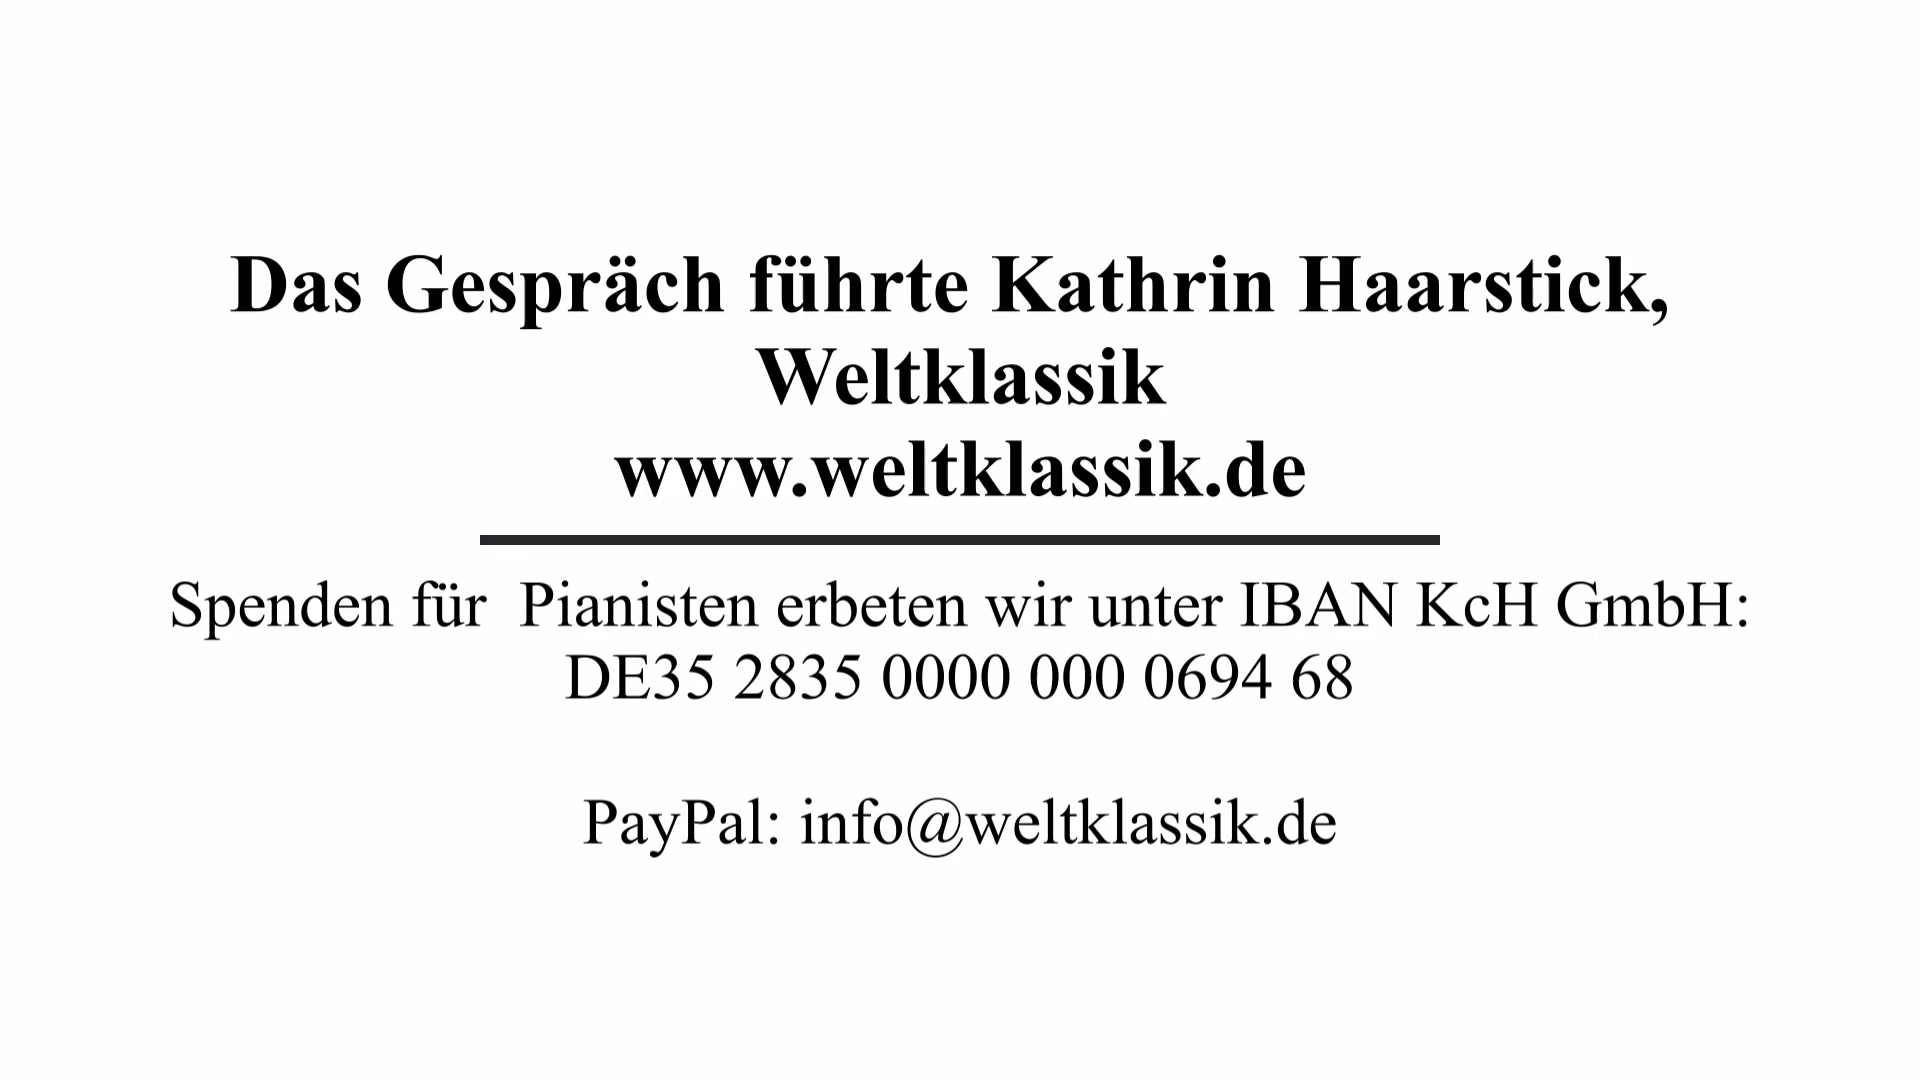 Das Gespräch führte Kathrin Haarstick,
Weltklassik
www.weltklassik.de
Spenden für  Pianisten erbeten wir unter IBAN KcH GmbH:
DE35 2835 0000 000 0694 68
PayPal: info@weltklassik.de